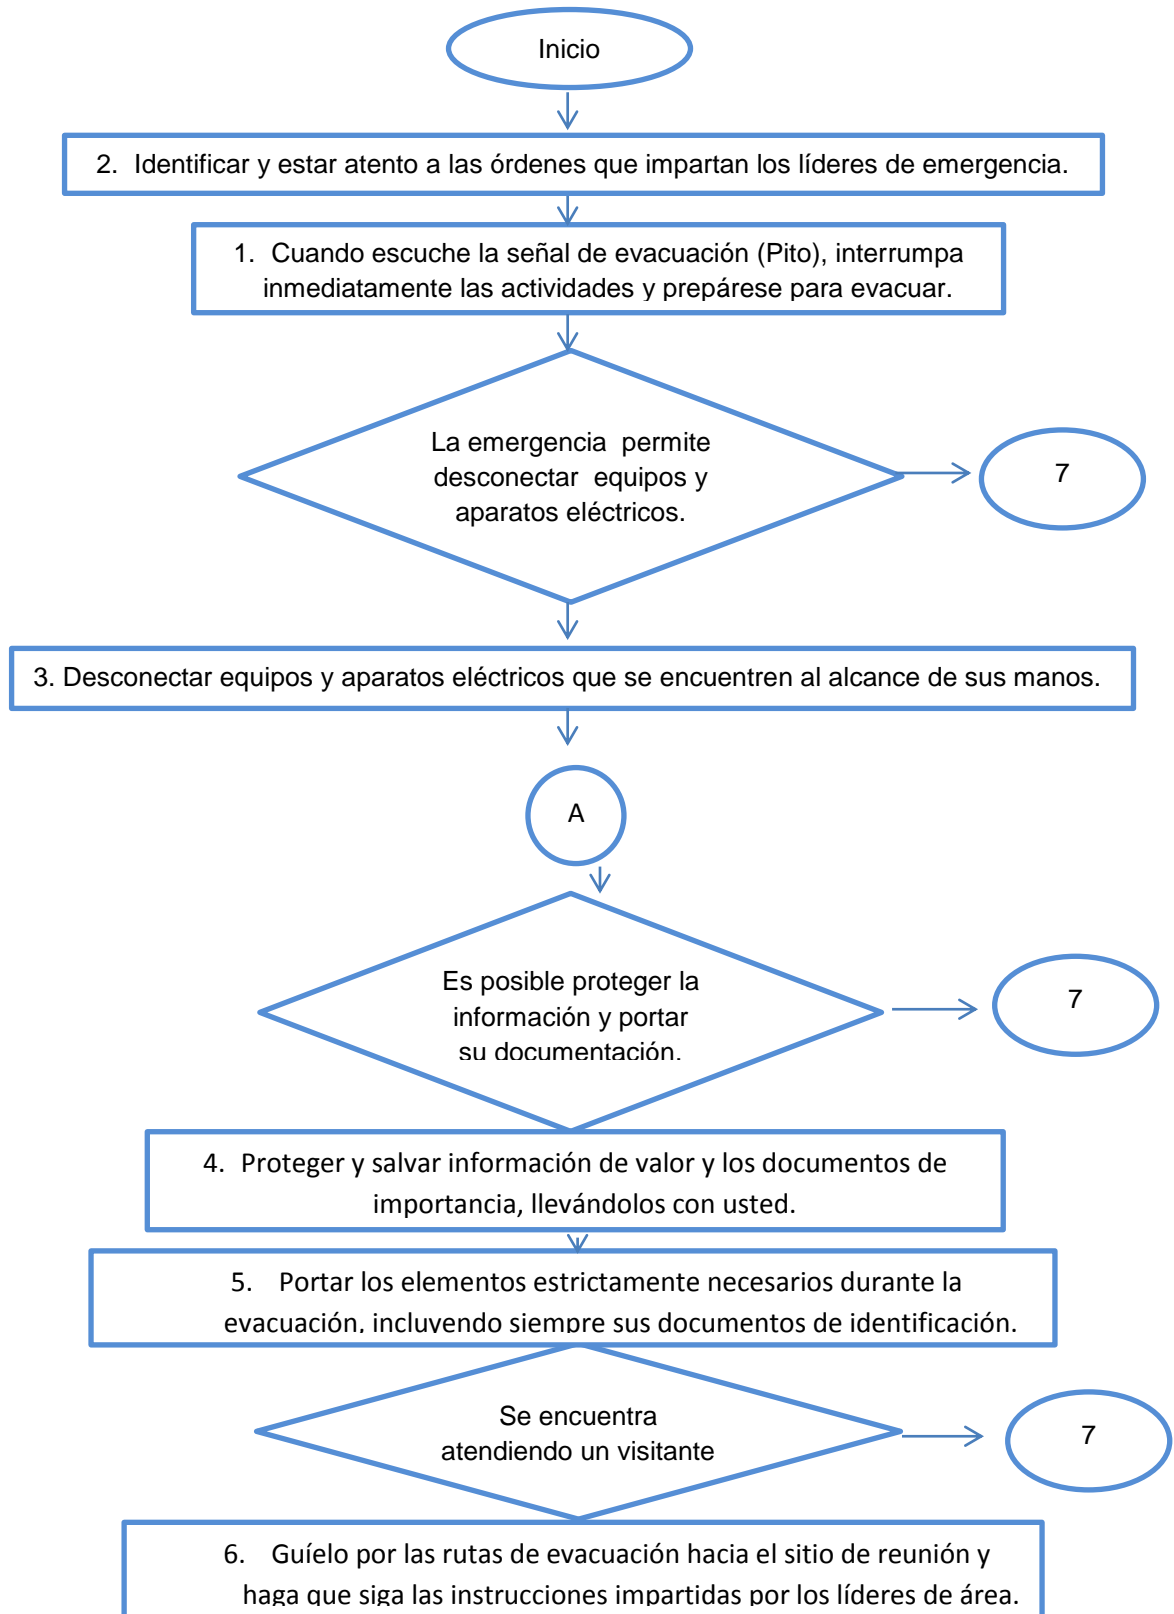 Inicio
2. Identificar y estar atento a las órdenes que impartan los líderes de emergencia.
1. Cuando escuche la señal de evacuación (Pito), interrumpa
inmediatamente las actividades y prepárese para evacuar.
La emergencia permite
desconectar equipos y
aparatos eléctricos.
7
3. Desconectar equipos y aparatos eléctricos que se encuentren al alcance de sus manos.
A
Es posible proteger la
información y portar
su documentación.
7
4. Proteger y salvar información de valor y los documentos de
importancia, llevándolos con usted.
5. Portar los elementos estrictamente necesarios durante la
evacuación, incluyendo siempre sus documentos de identificación.
Se encuentra
atendiendo un visitante
7
6. Guíelo por las rutas de evacuación hacia el sitio de reunión y
haga que siga las instrucciones impartidas por los líderes de área.